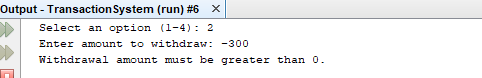 Output - TransactionSystem (run) #6 ×
Select an option (1-4): 2
Enter amount to withdraw: -300
Withdrawal amount must be greater than 0.